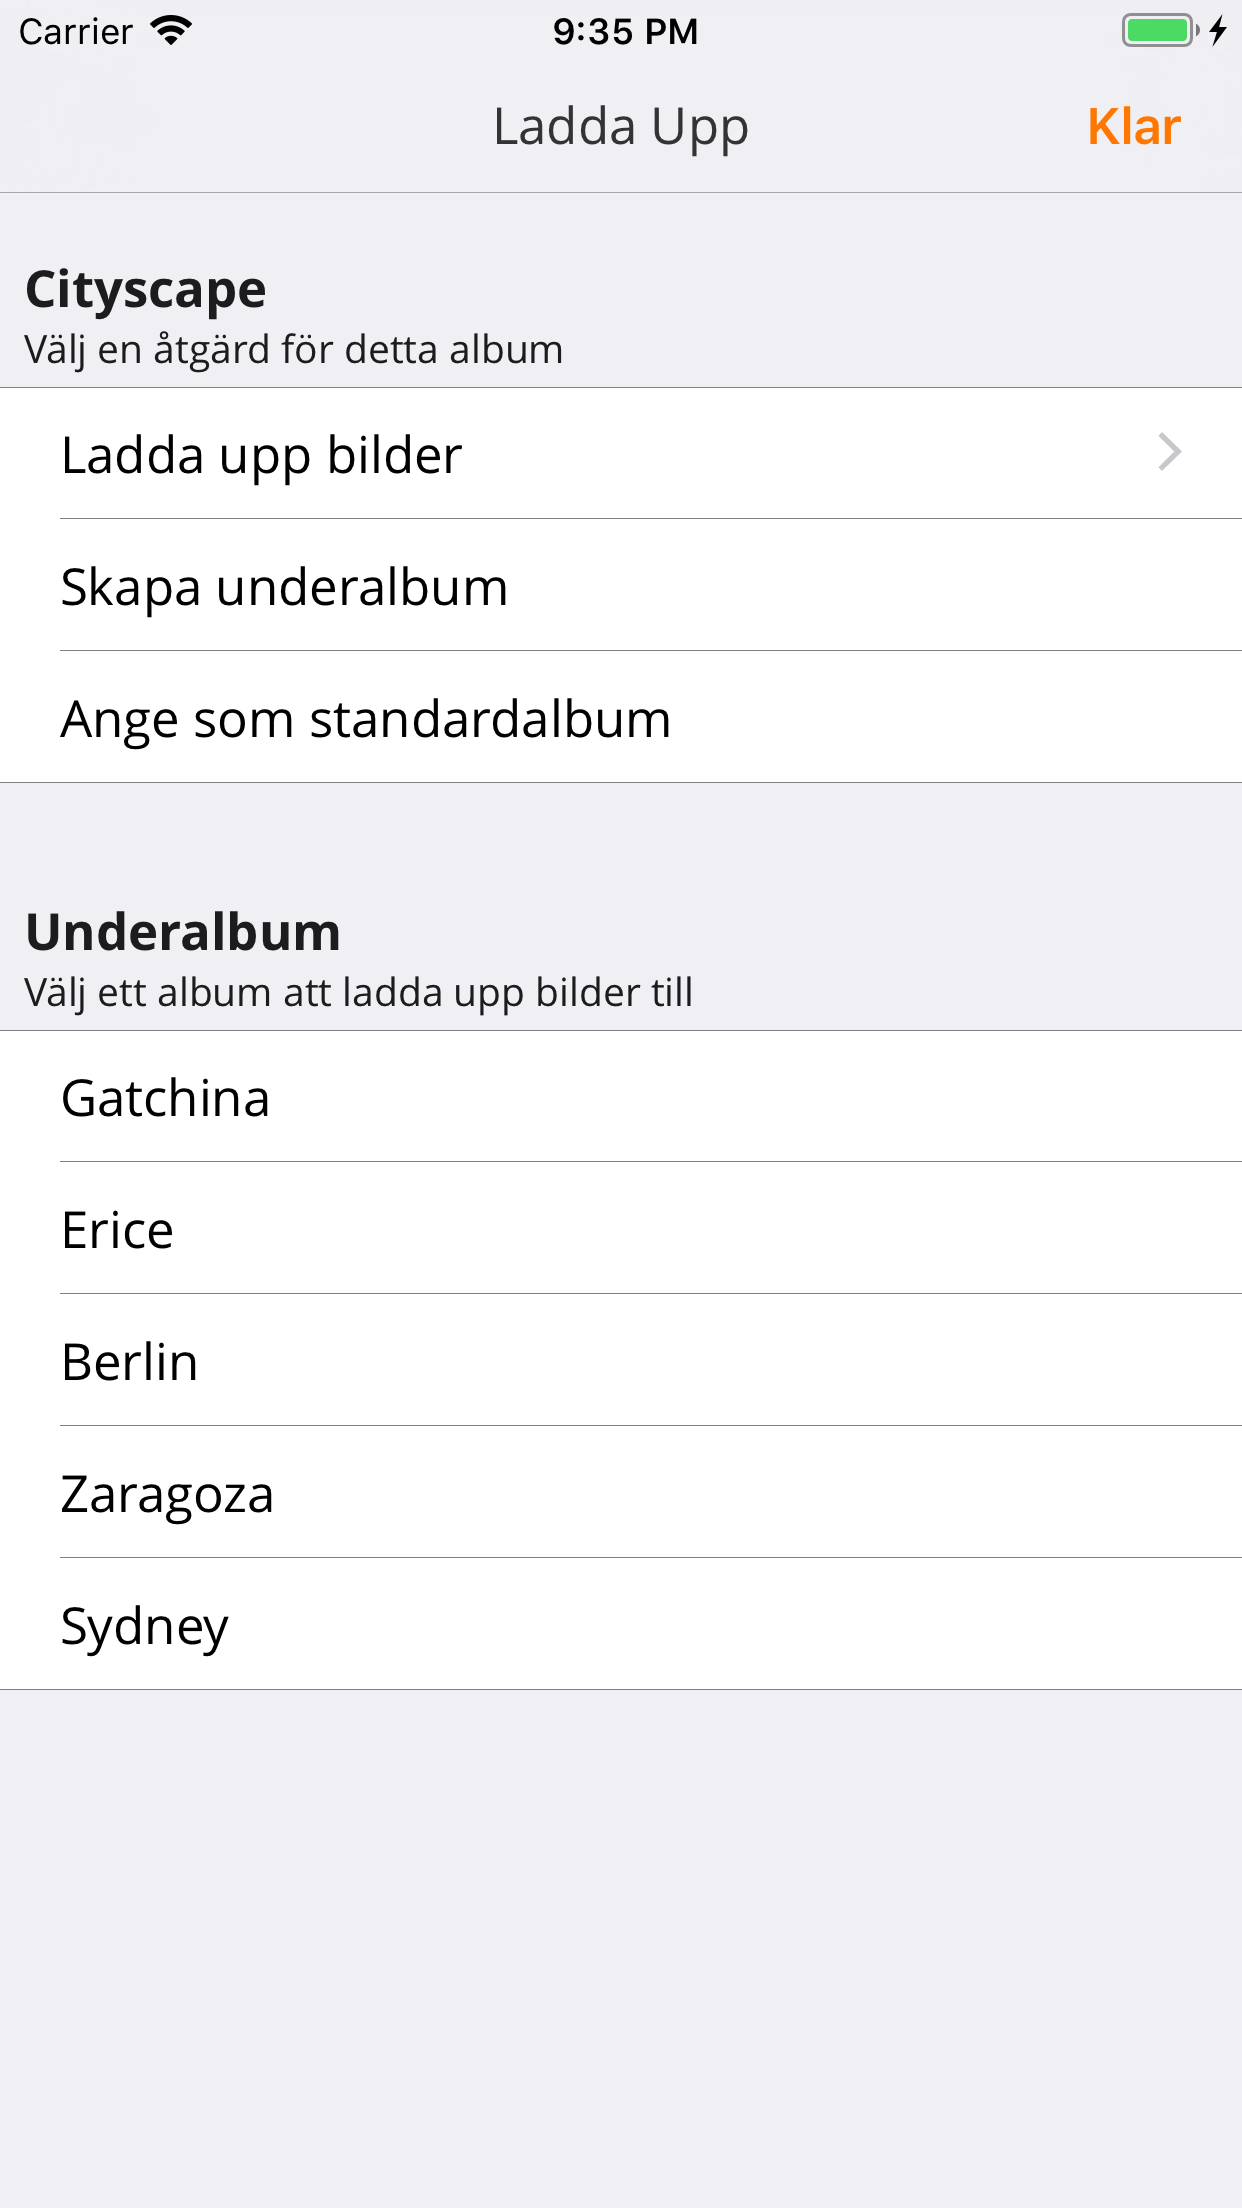 Carrier 9:35 PM
Ladda Upp Klar
Cityscape
Välj en åtgärd för detta album
Ladda upp bilder
Skapa underalbum
Ange som standardalbum
Underalbum
Välj ett album att ladda upp bilder till
Gatchina
Erice
Berlin
Zaragoza
Sydney